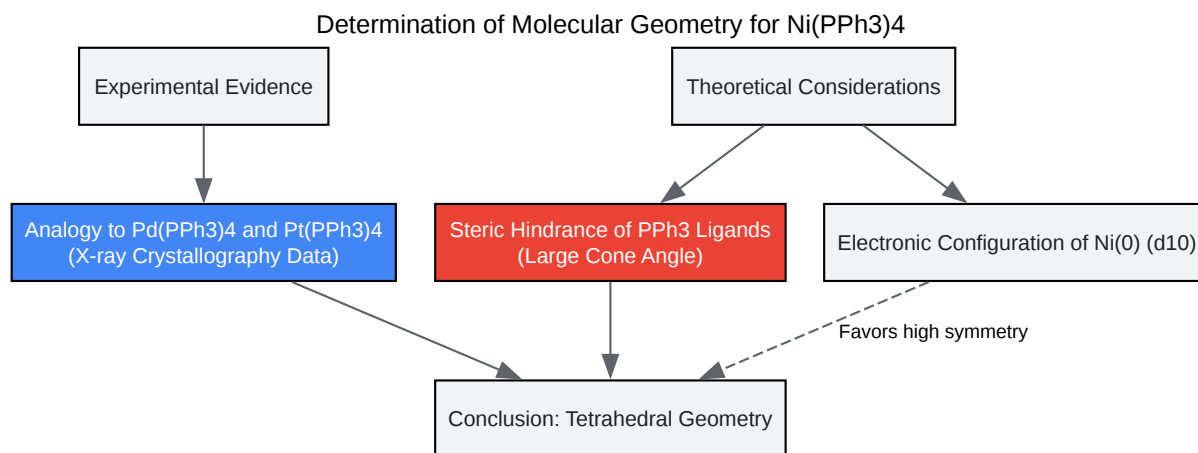 Determination of Molecular Geometry for Ni(PPh3)4
Experimental Evidence
Theoretical Considerations
Analogy to Pd(PPh3)4 and Pt(PPh3)4
(X-ray Crystallography Data)
Steric Hindrance of PPh3 Ligands
(Large Cone Angle)
Electronic Configuration of Ni(0) (d10)
Favors high symmetry
Conclusion: Tetrahedral Geometry